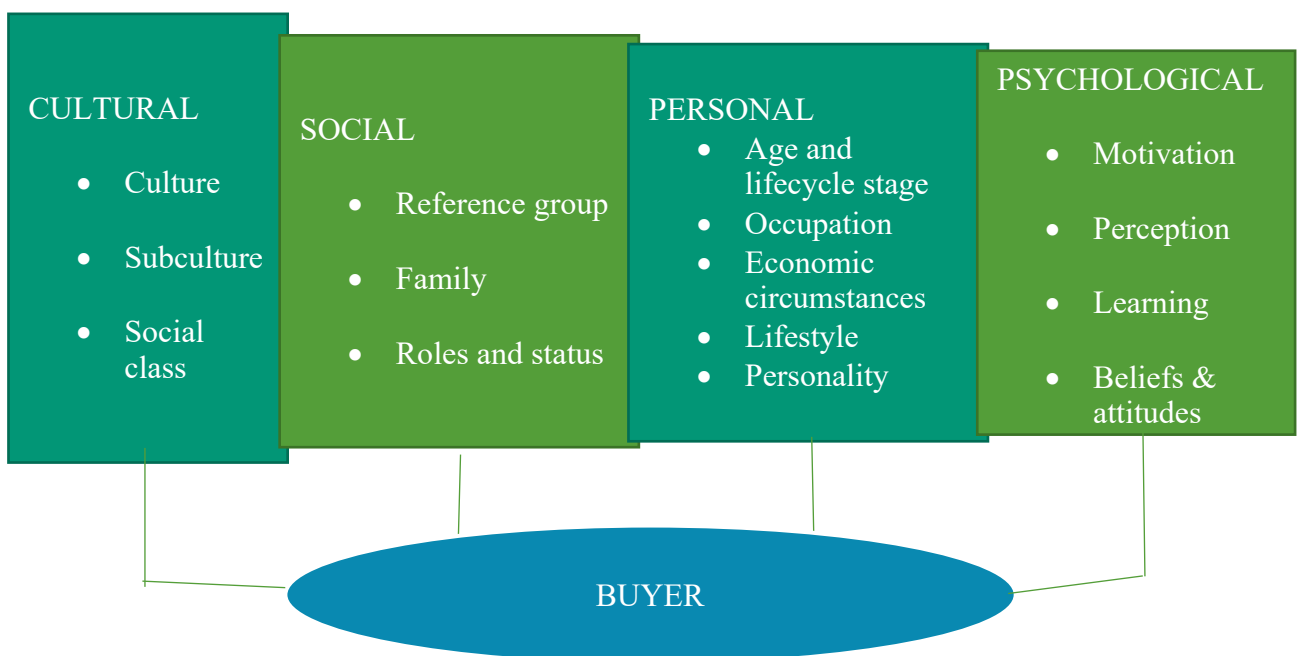 CULTURAL
● Culture
● Subculture
● Social
class
SOCIAL
● Reference group
● Family
● Roles and status
PERSONAL
● Age and
lifecycle stage
● Occupation
● Economic
circumstances
● Lifestyle
● Personality
PSYCHOLOGICAL
● Motivation
● Perception
● Learning
● Beliefs &
attitudes
BUYER